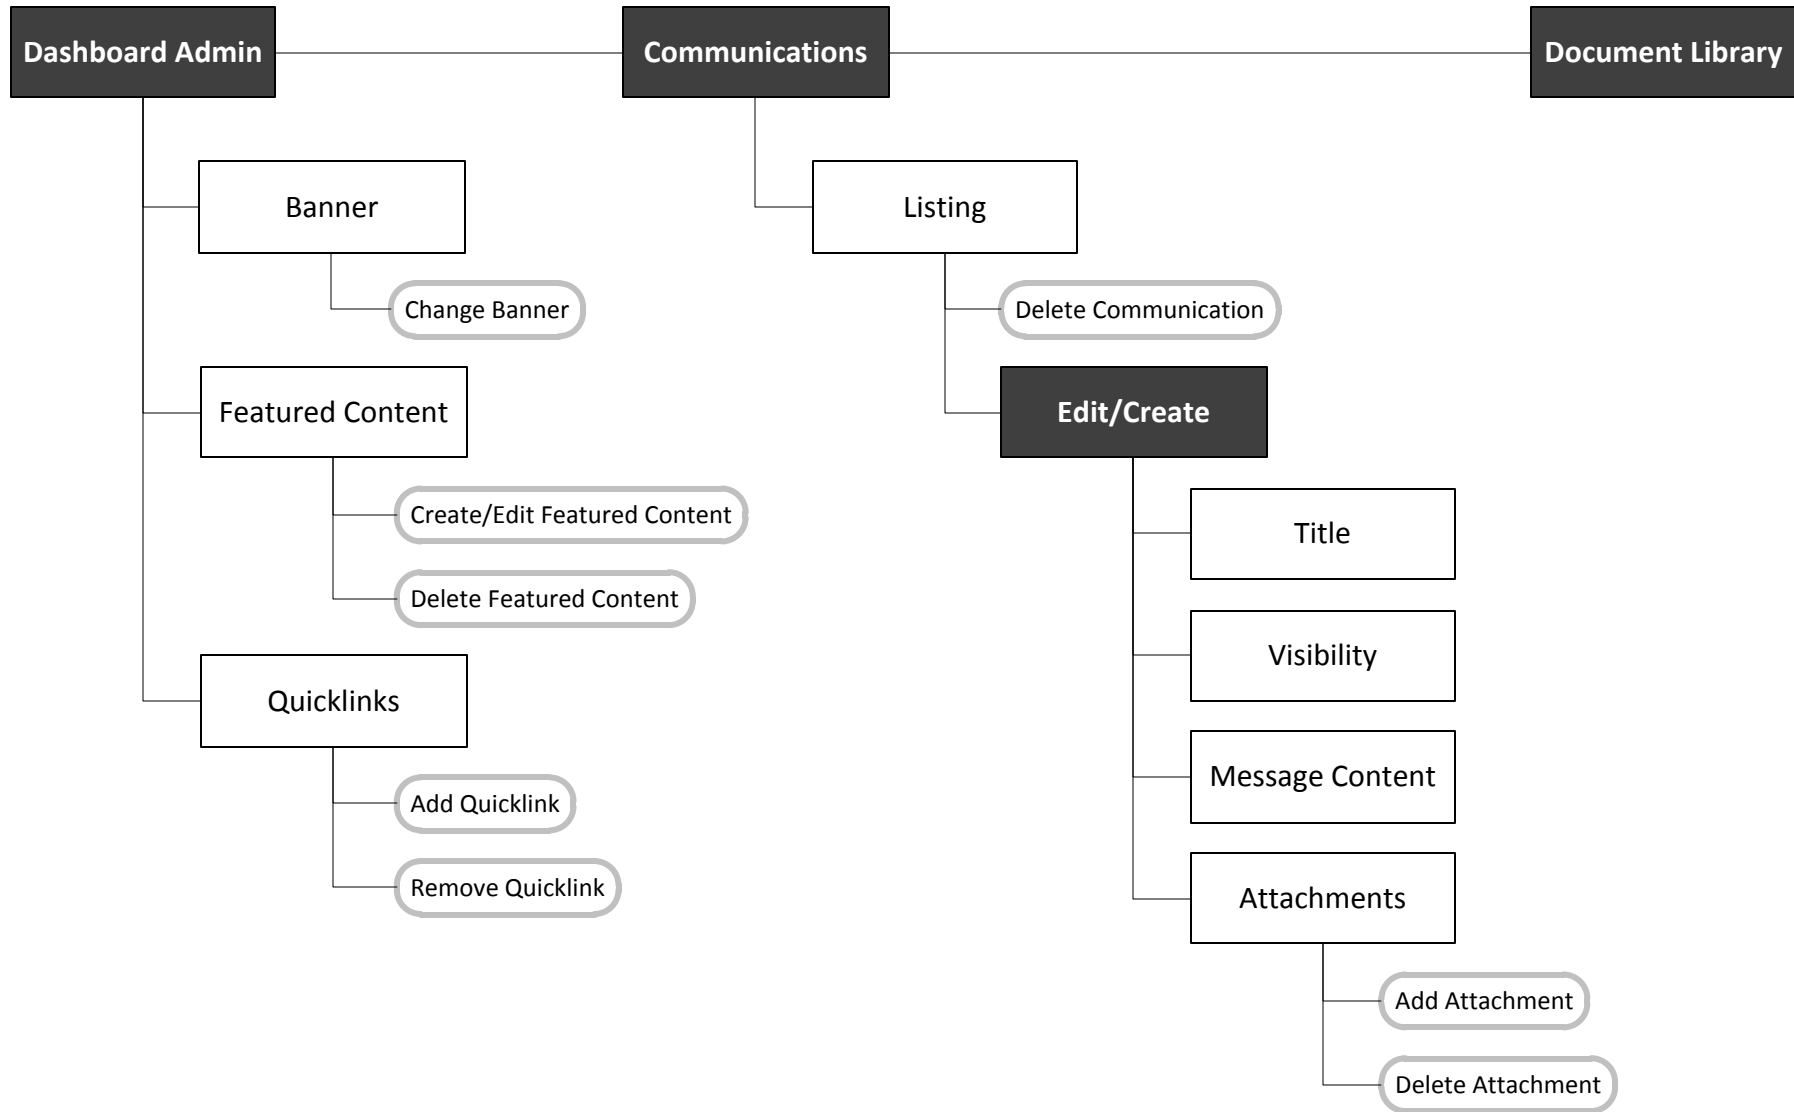 Dashboard Admin
Communications
Document Library
Banner
Listing
Change Banner
Delete Communication
Featured Content
Edit/Create
Create/Edit Featured Content
Title
Delete Featured Content
Visibility
Quicklinks
Message Content
Add Quicklink
Remove Quicklink
Attachments
Add Attachment
Delete Attachment